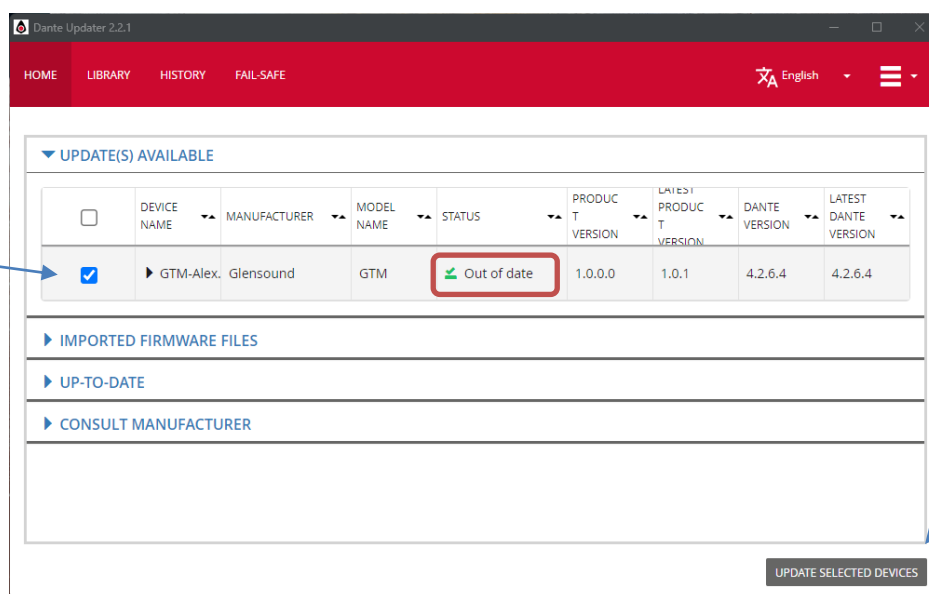 Dante Updater 2.2.1
HOME LIBRARY HISTORY FAIL-SAFE English
UPDATE(S) AVAILABLE
DEVICE NAME MANUFACTURER MODEL NAME STATUS PRODUC T VERSION LATEST PRODUC T VERSION DANTE VERSION LATEST DANTE VERSION
GTM-Alex. Glensound GTM Out of date 1.0.0.0 1.0.1 4.2.6.4 4.2.6.4
IMPORTED FIRMWARE FILES
UP-TO-DATE
CONSULT MANUFACTURER
UPDATE SELECTED DEVICES